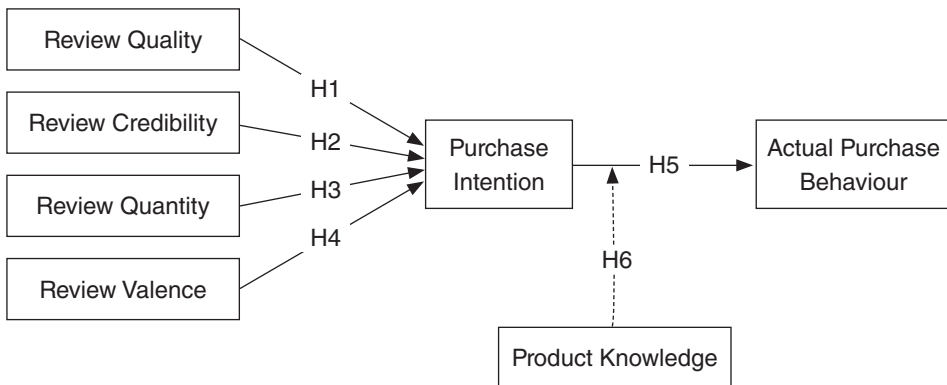 Review Quality
H1
Review Credibility
H2
Review Quantity
H3
Review Valence
H4
Purchase
Intention
H5
Actual Purchase
Behaviour
H6
Product Knowledge